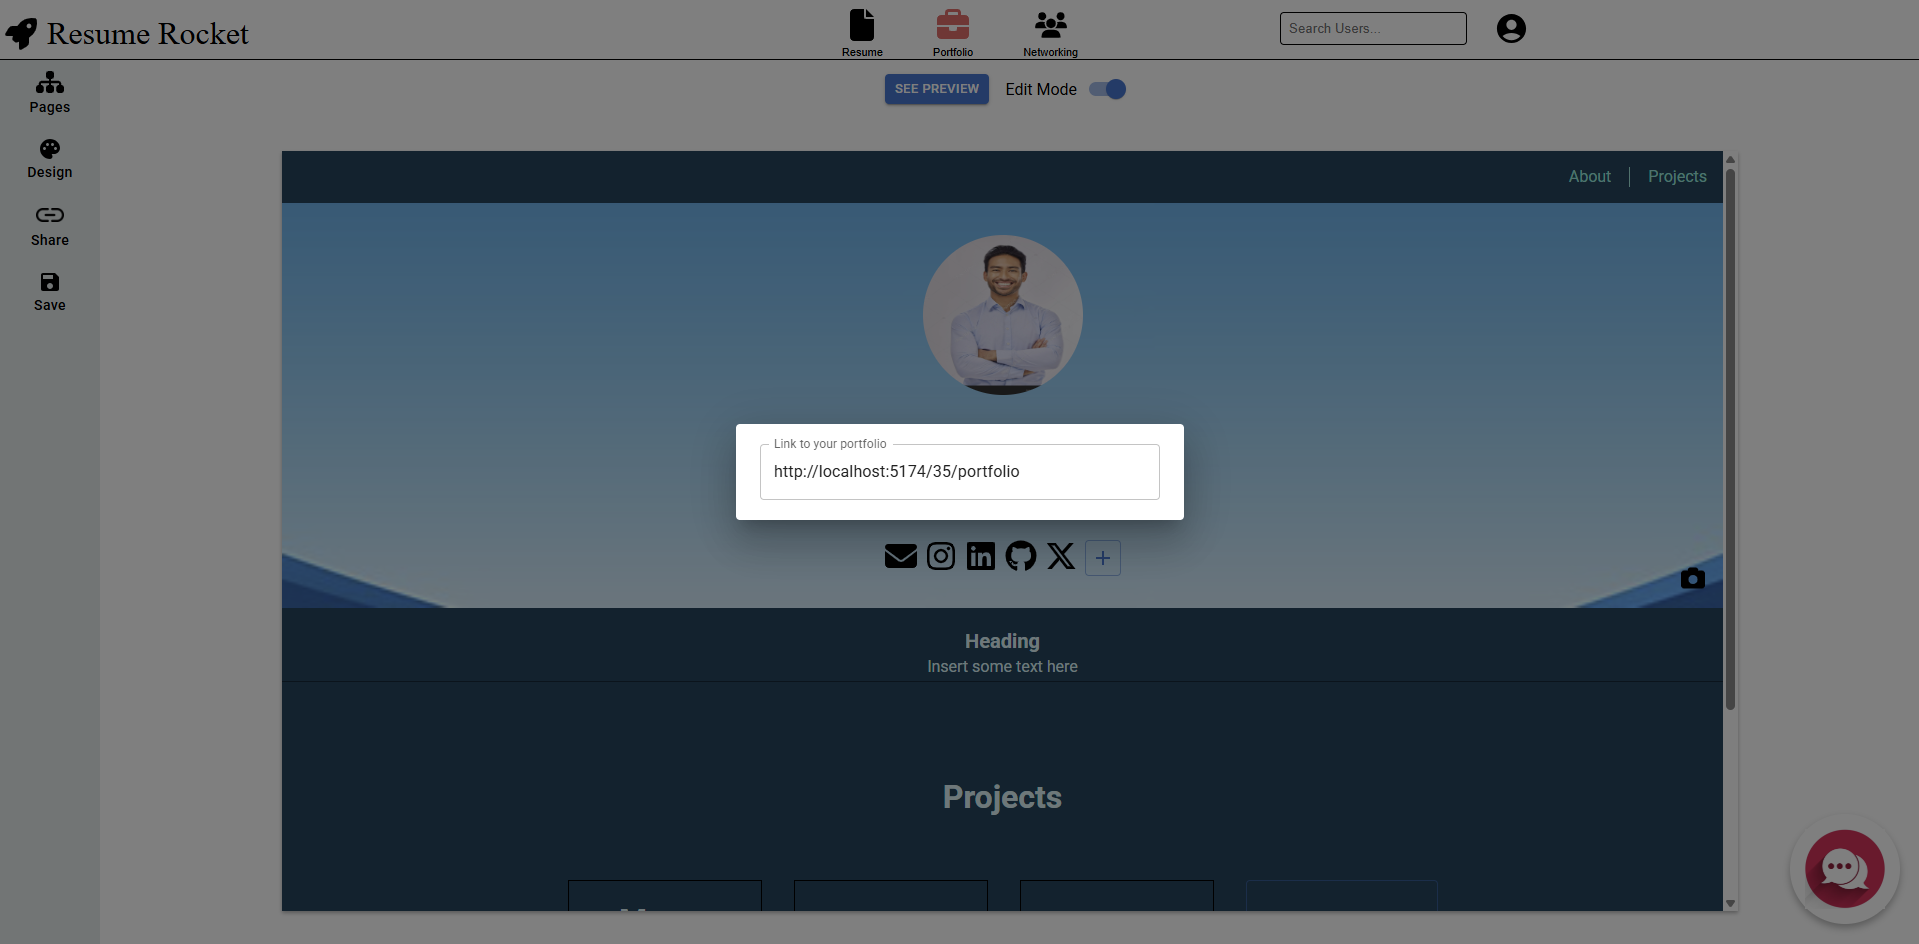 Resume Rocket
Resume
Portfolio
Networking
Search Users...
Pages
Design
Share
Save
SEE PREVIEW
Edit Mode
About
Projects
Link to your portfolio
http://localhost:5174/35/portfolio
Heading
Insert some text here
Projects